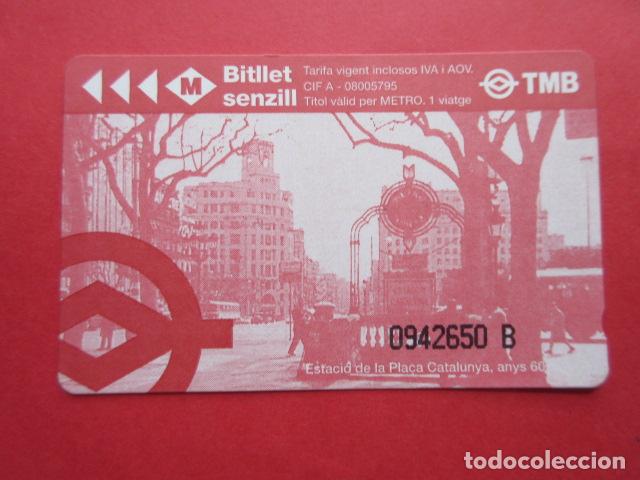 M
Bitllet
senzill
Tarifa vigent inclosos IVA i AOV.
CIF A - 08005795
Títol vàlid per METRO. 1 viatge
TMB
0942650 B
Estació de la Plaça Catalunya, anys 60
todocoleccion